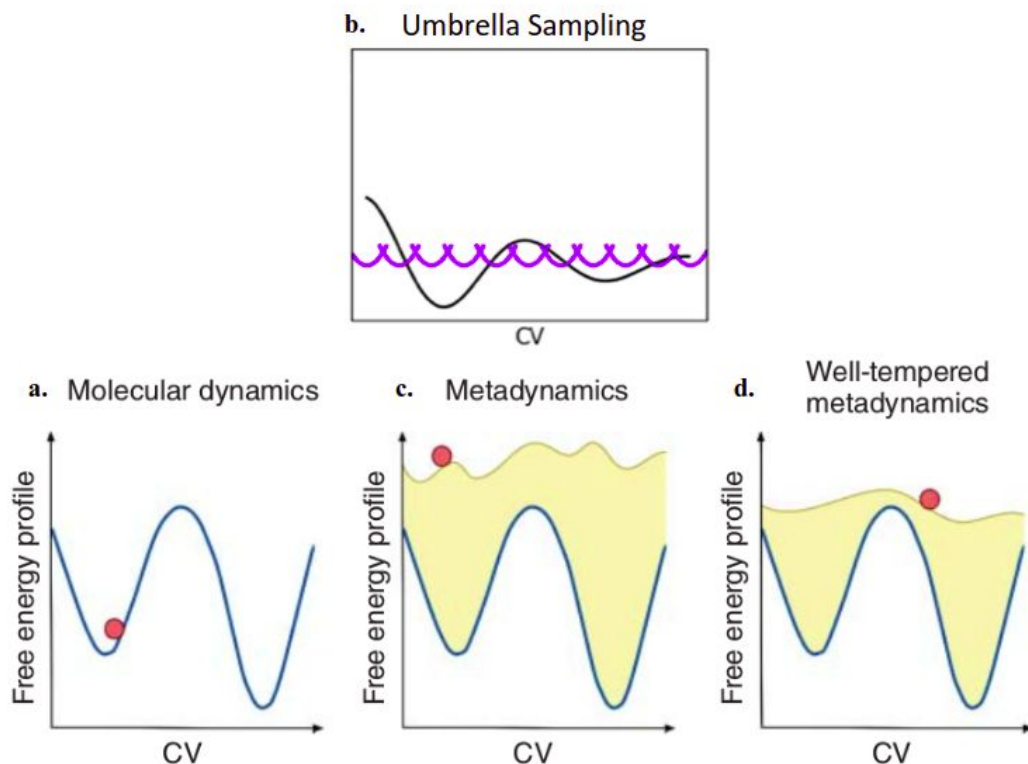 b. Umbrella Sampling
CV
a. Molecular dynamics
Free energy profile
CV
c. Metadynamics
Free energy profile
CV
d. Well-tempered
metadynamics
Free energy profile
CV